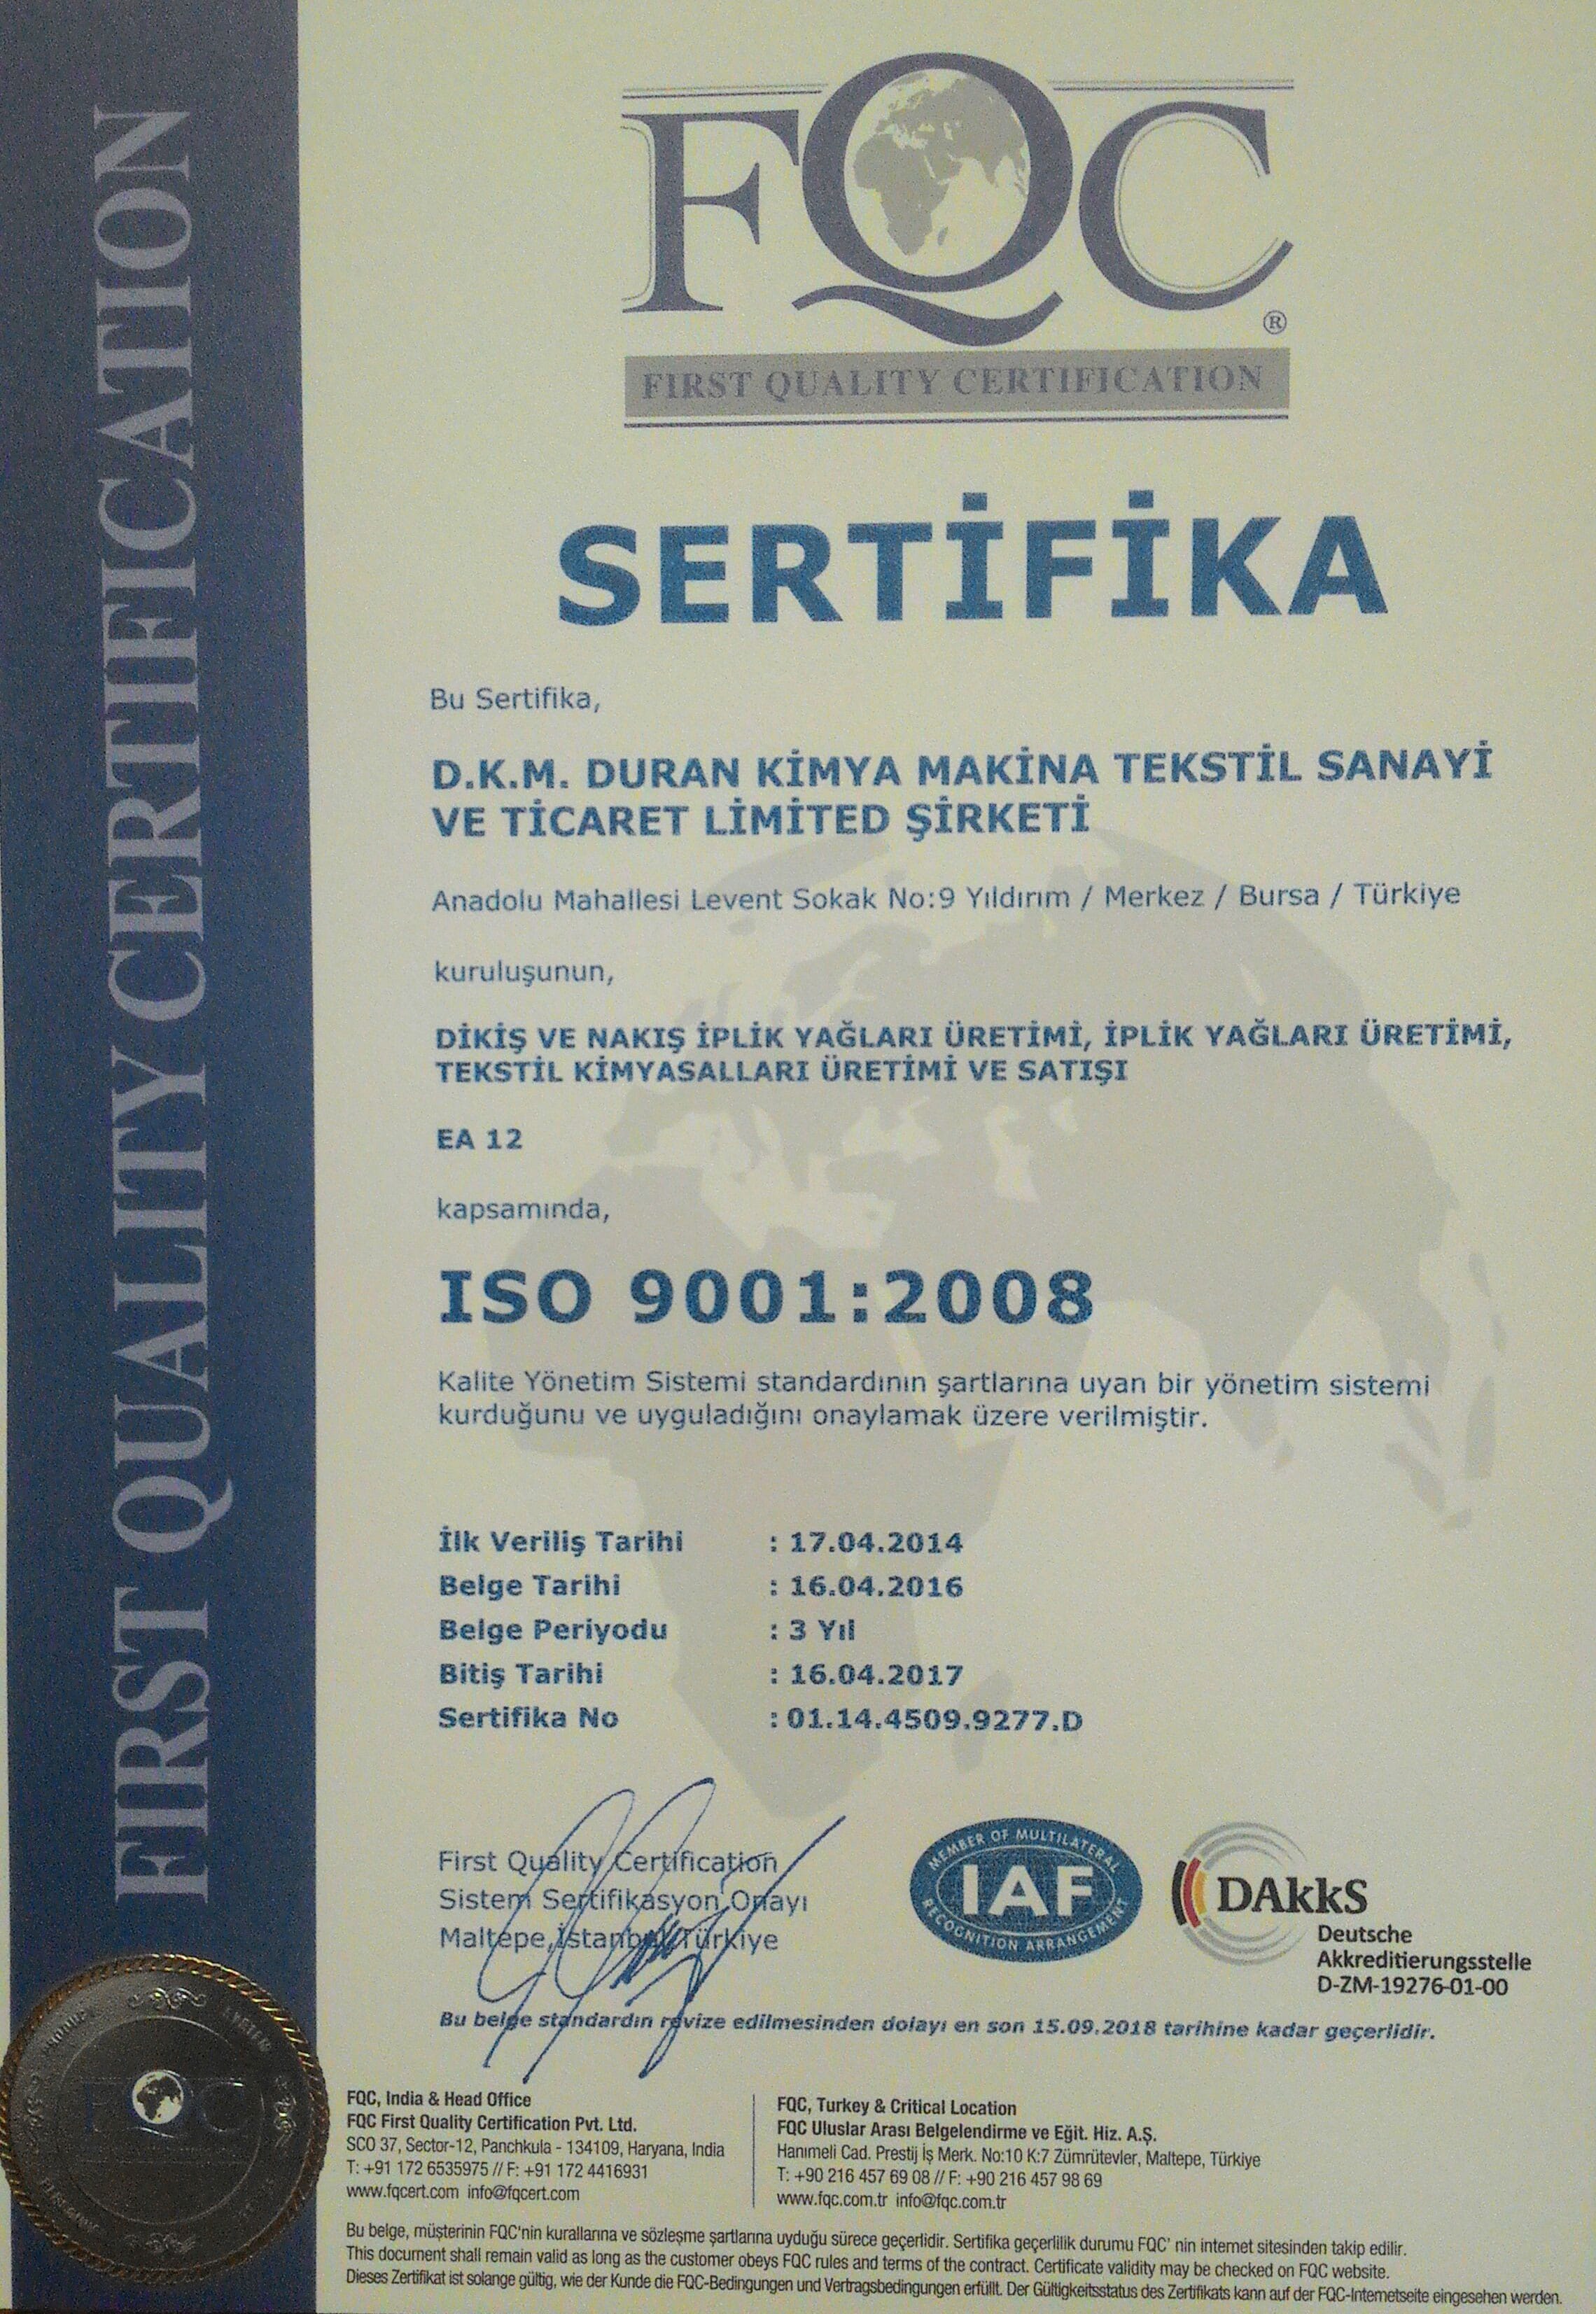 FIRST QUALITY CERTIFICATION
FQC
®
FIRST QUALITY CERTIFICATION
SERTİFİKA
Bu Sertifika,
D.K.M. DURAN KİMYA MAKİNA TEKSTİL SANAYİ
VE TİCARET LİMİTED ŞİRKETİ
Anadolu Mahallesi Levent Sokak No:9 Yıldırım / Merkez / Bursa / Türkiye
kuruluşunun,
DİKİŞ VE NAKIŞ İPLİK YAĞLARI ÜRETİMİ, İPLİK YAĞLARI ÜRETİMİ,
TEKSTİL KİMYASALLARI ÜRETİMİ VE SATIŞI
EA 12
kapsamında,
ISO 9001:2008
Kalite Yönetim Sistemi standardının şartlarına uyan bir yönetim sistemi
kurduğunu ve uyguladığını onaylamak üzere verilmiştir.
İlk Veriliş Tarihi : 17.04.2014
Belge Tarihi : 16.04.2016
Belge Periyodu : 3 Yıl
Bitiş Tarihi : 16.04.2017
Sertifika No : 01.14.4509.9277.D
First Quality Certification
Sistem Sertifikasyon Onayı
Maltepe,İstanbul,Türkiye
MEMBER OF MULTILATERAL
IAF
RECOGNITION ARRANGEMENT
DAkkS
Deutsche
Akkreditierungsstelle
D-ZM-19276-01-00
Bu belge standardın revize edilmesinden dolayı en son 15.09.2018 tarihine kadar geçerlidir.
FQC
FQC, India & Head Office
FQC First Quality Certification Pvt. Ltd.
SCO 37, Sector-12, Panchkula - 134109, Haryana, India
T: +91 172 6535975 // F: +91 172 4416931
www.fqcert.com info@fqcert.com
FQC, Turkey & Critical Location
FQC Uluslar Arası Belgelendirme ve Eğit. Hiz. A.Ş.
Hanımeli Cad. Prestij İş Merk. No:10 K:7 Zümrütevler, Maltepe, Türkiye
T: +90 216 457 69 08 // F: +90 216 457 98 69
www.fqc.com.tr info@fqc.com.tr
Bu belge, müşterinin FQC'nin kurallarına ve sözleşme şartlarına uyduğu sürece geçerlidir. Sertifika geçerlilik durumu FQC' nin internet sitesinden takip edilir.
This document shall remain valid as long as the customer obeys FQC rules and terms of the contract. Certificate validity may be checked on FQC website.
Dieses Zertifikat ist solange gültig, wie der Kunde die FQC-Bedingungen und Vertragsbedingungen erfüllt. Der Gültigkeitsstatus des Zertifikats kann auf der FQC-Internetseite eingesehen werden.